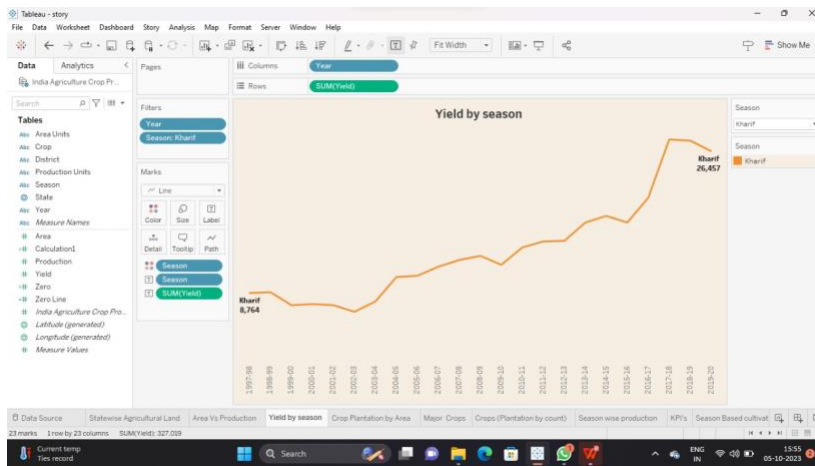 Tableau - story
File Data Worksheet Dashboard Story Analysis Map Format Server Window Help
Fit Width
Show Me
Data Analytics
India Agriculture Crop Pr...
Search
Tables
Abc Area Units
Abc Crop
Abc District
Abc Production Units
Abc Season
State
Abc Year
Abc Measure Names
# Area
# Calculation1
# Production
# Yield
# Zero
# Zero Line
# India Agriculture Crop Pro...
Latitude (generated)
Longitude (generated)
# Measure Values
Pages
Filters
Year
Season: Kharif
Marks
Line
Color Size Label
Detail Tooltip Path
Season
Season
SUM(Yield)
Columns Year
Rows SUM(Yield)
Yield by season
Kharif
8,764
Kharif
26,457
1997-98
1998-99
1999-00
2000-01
2001-02
2002-03
2003-04
2004-05
2005-06
2006-07
2007-08
2008-09
2009-10
2010-11
2011-12
2012-13
2013-14
2014-15
2015-16
2016-17
2017-18
2018-19
2019-20
Season
Kharif
Season
Kharif
Data Source Statewise Agricultural Land Area Vs Production Yield by season Crop Plantation by Area Major Crops Crops (Plantation by count) Season wise production KPI's Season Based cultivat
23 marks 1 row by 23 columns SUM(Yield): 327,019
Current temp
Ties record
Search
ENG
IN
15:55
05-10-2023